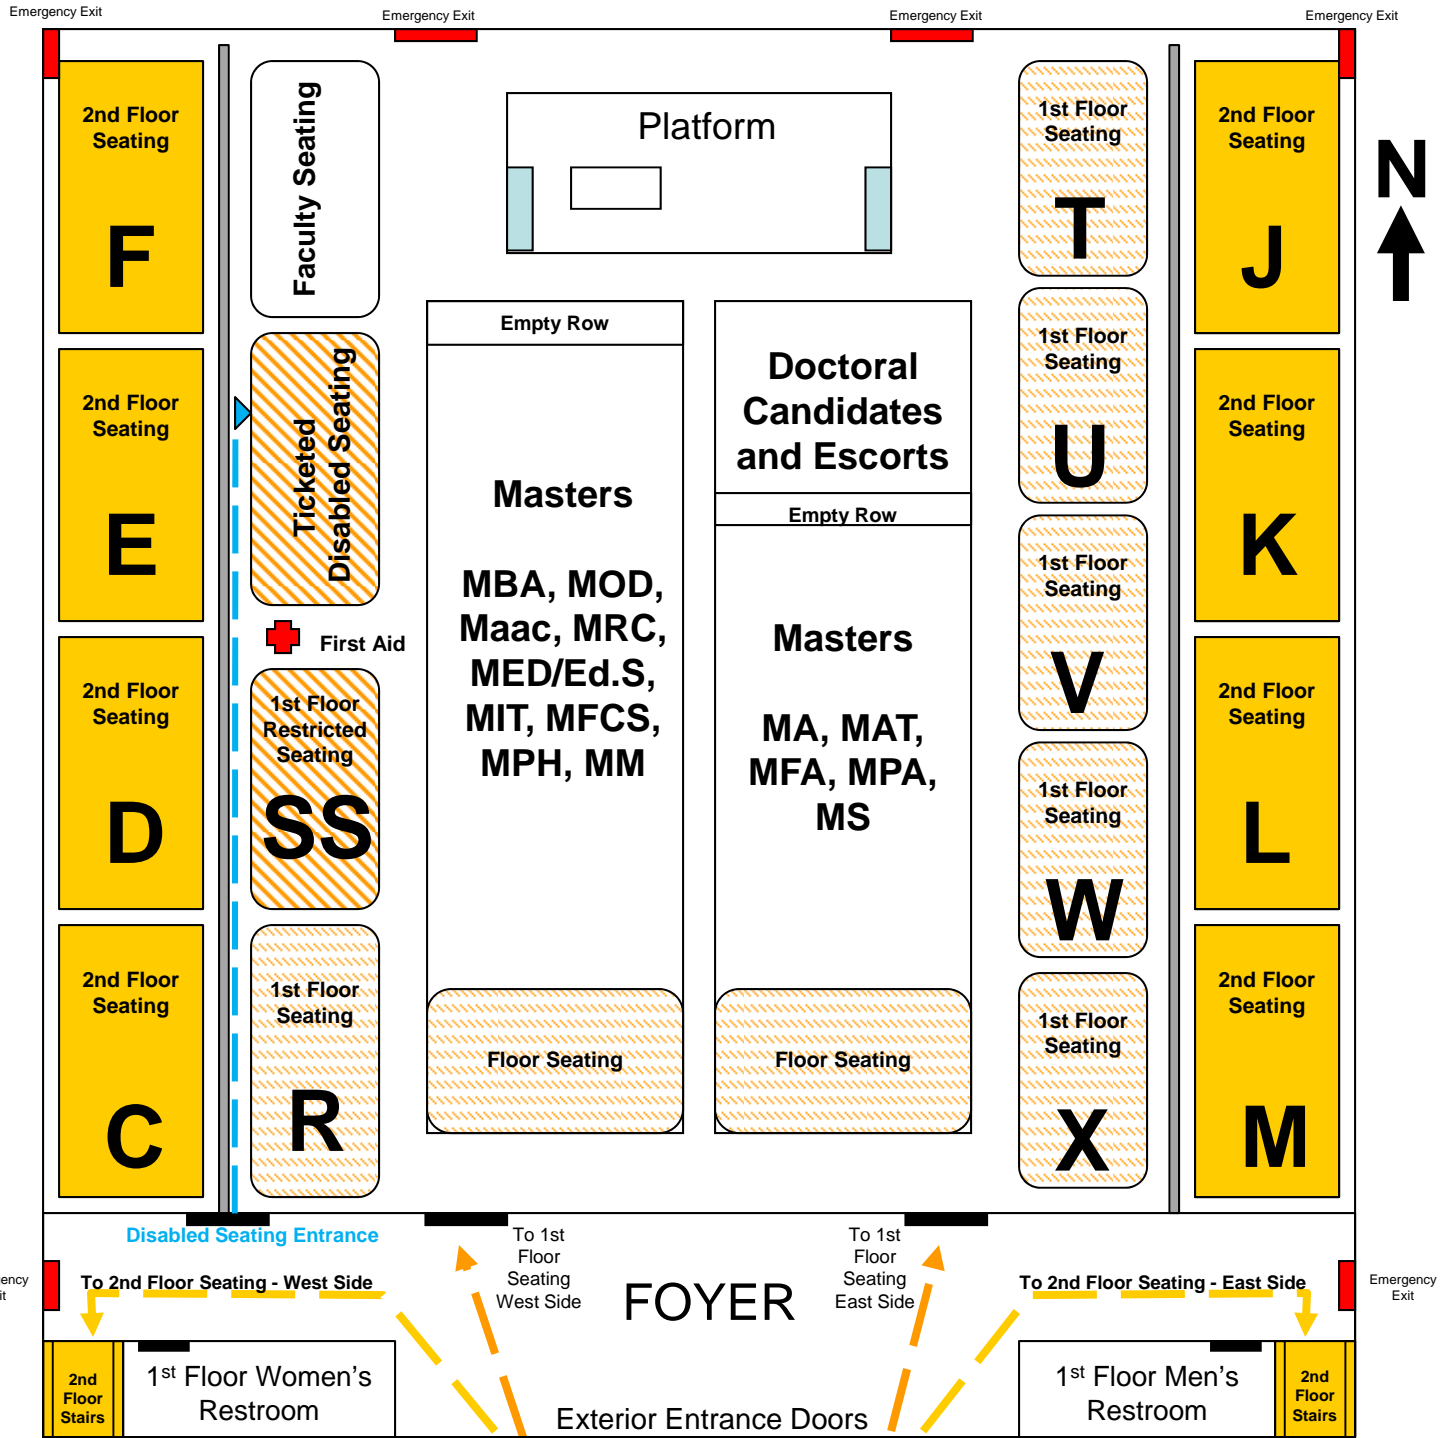 Emergency Exit
Emergency Exit
Emergency Exit
Emergency Exit
2nd Floor
Seating
F
Faculty Seating
Platform
1st Floor
Seating
T
2nd Floor
Seating
J
N
Empty Row
Doctoral
Candidates
and Escorts
Empty Row
1st Floor
Seating
U
2nd Floor
Seating
E
Ticketed
Disabled Seating
2nd Floor
Seating
K
Masters
MBA, MOD,
Maac, MRC,
MED/Ed.S,
MIT, MFCS,
MPH, MM
Masters
MA, MAT,
MFA, MPA,
MS
1st Floor
Seating
V
First Aid
2nd Floor
Seating
D
1st Floor
Restricted
Seating
SS
1st Floor
Seating
W
2nd Floor
Seating
L
2nd Floor
Seating
C
1st Floor
Seating
R
Floor Seating
Floor Seating
1st Floor
Seating
X
2nd Floor
Seating
M
Disabled Seating Entrance
To 1st
Floor
Seating
West Side
To 1st
Floor
Seating
East Side
To 2nd Floor Seating - West Side
FOYER
To 2nd Floor Seating - East Side
Emergency
Exit
2nd
Floor
Stairs
1st Floor Women’s
Restroom
Exterior Entrance Doors
1st Floor Men’s
Restroom
2nd
Floor
Stairs